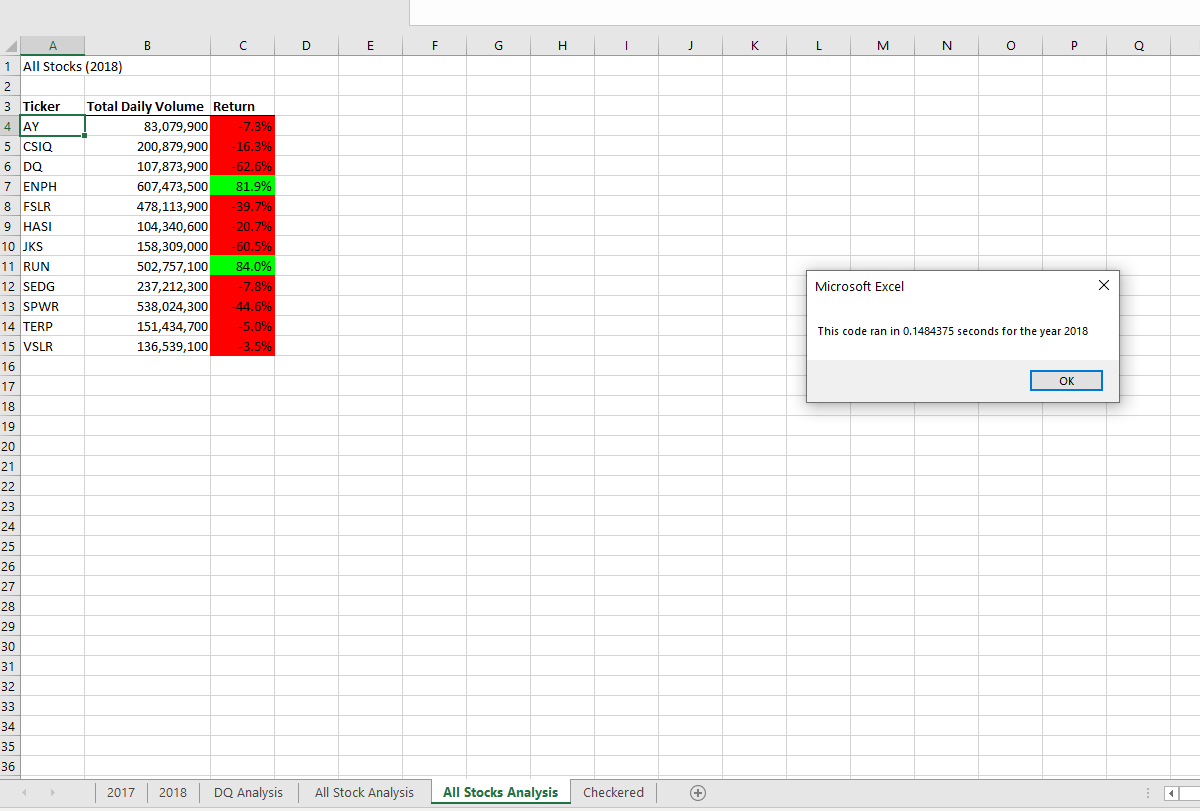 A B C D E F G H I J K L M N O P Q
1 All Stocks (2018)
2
3 Ticker Total Daily Volume Return
4 AY 83,079,900 -7.3%
5 CSIQ 200,879,900 -16.3%
6 DQ 107,873,900 -62.6%
7 ENPH 607,473,500 81.9%
8 FSLR 478,113,900 -39.7%
9 HASI 104,340,600 -20.7%
10 JKS 158,309,000 -60.5%
11 RUN 502,757,100 84.0%
12 SEDG 237,212,300 -7.8%
13 SPWR 538,024,300 -44.6%
14 TERP 151,434,700 -5.0%
15 VSLR 136,539,100 -3.5%
16
17
18
19
20
21
22
23
24
25
26
27
28
29
30
31
32
33
34
35
36
Microsoft Excel
This code ran in 0.1484375 seconds for the year 2018
OK
2017 2018 DQ Analysis All Stock Analysis All Stocks Analysis Checkered